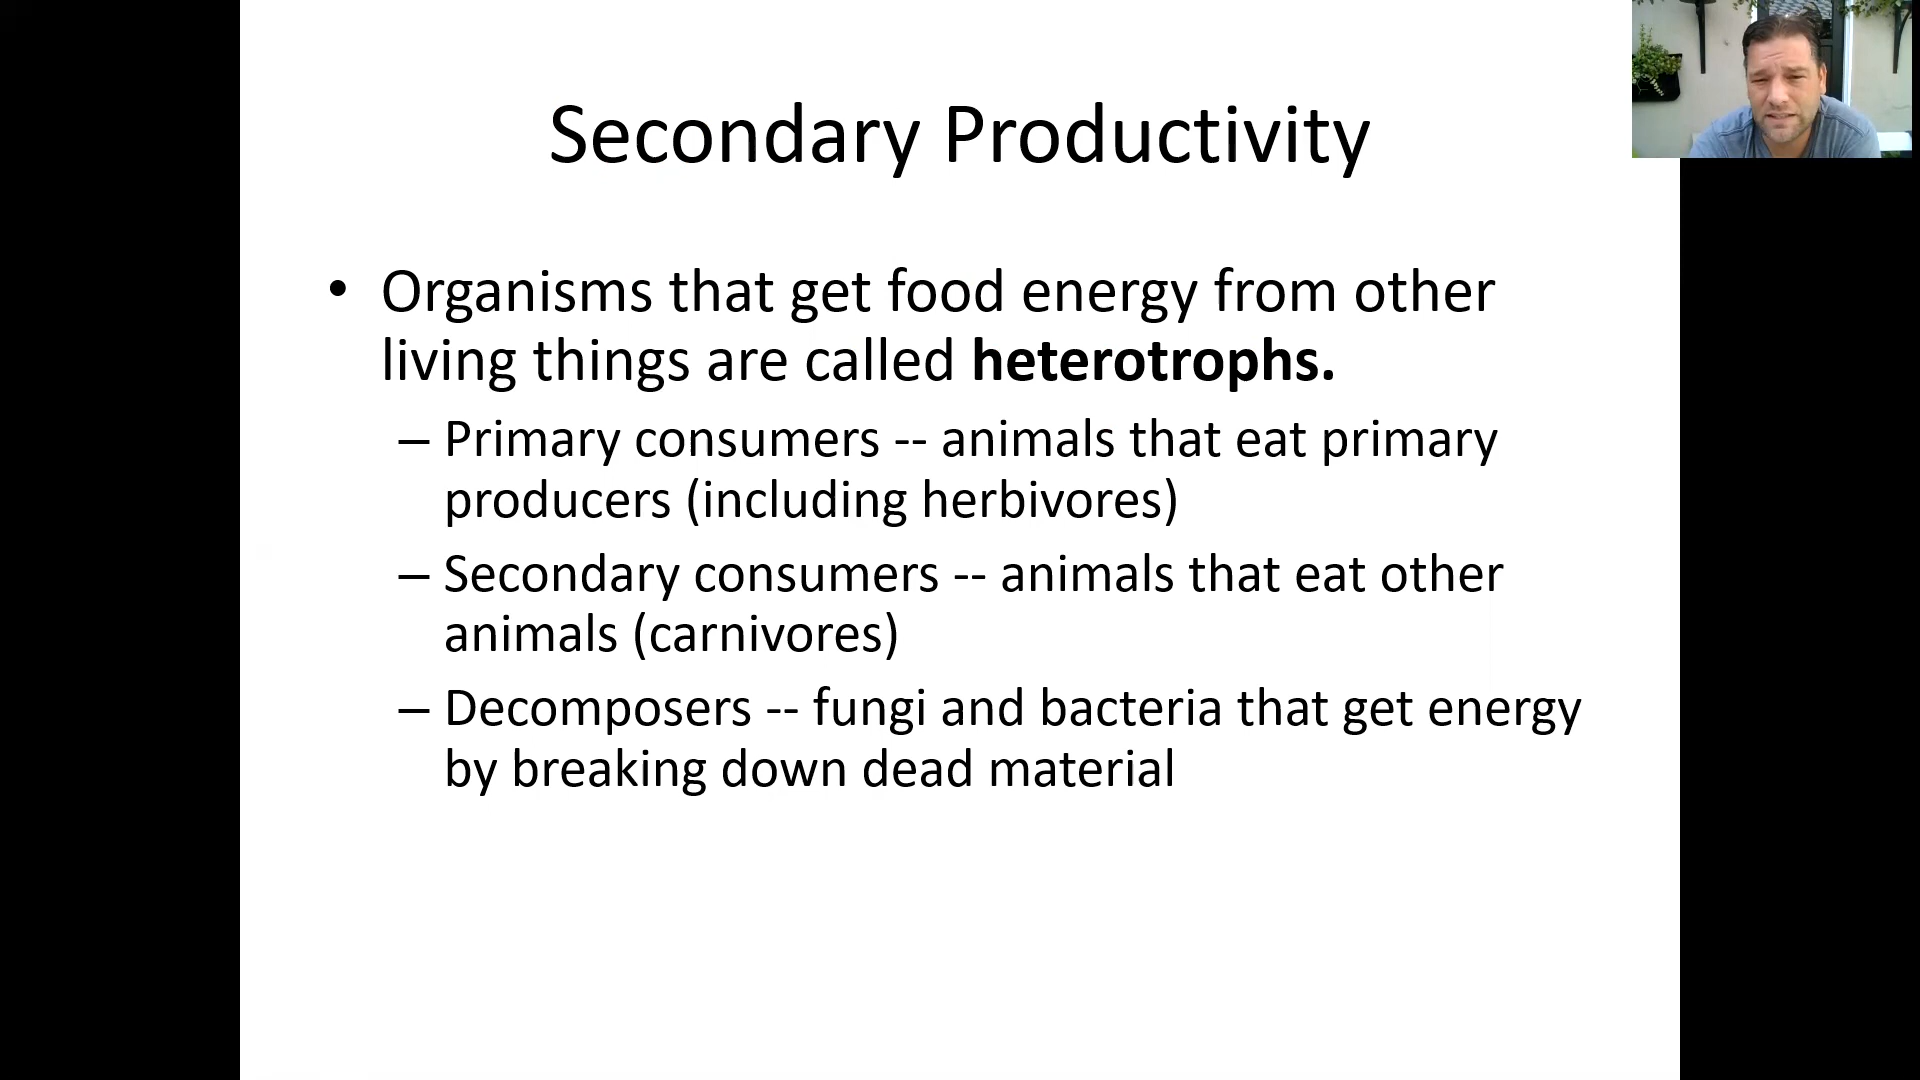 Secondary Productivity
• Organisms that get food energy from other
living things are called heterotrophs.
– Primary consumers -- animals that eat primary
producers (including herbivores)
– Secondary consumers -- animals that eat other
animals (carnivores)
– Decomposers -- fungi and bacteria that get energy
by breaking down dead material